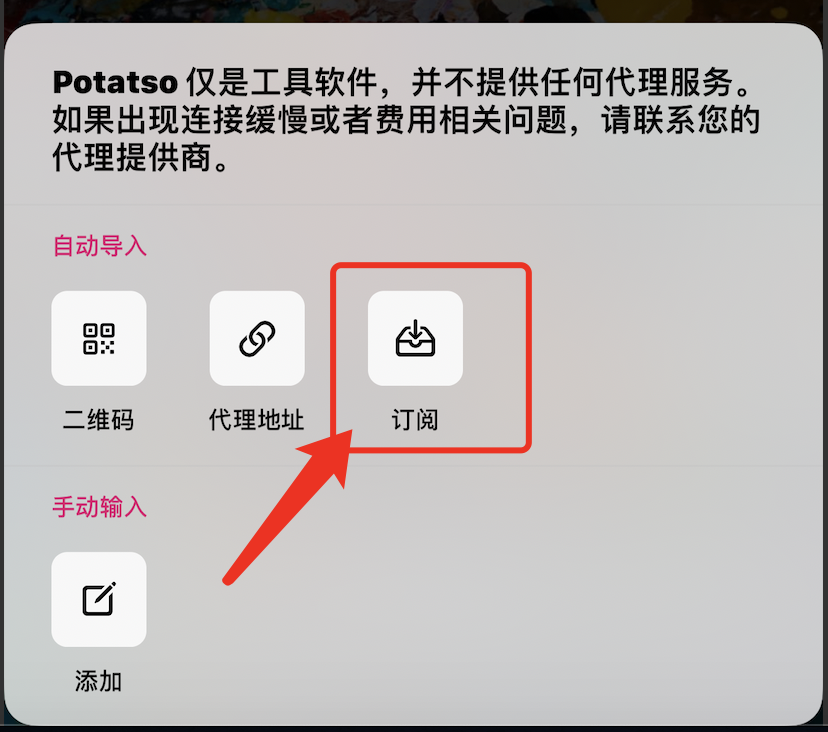 Potatso 仅是工具软件，并不提供任何代理服务。
如果出现连接缓慢或者费用相关问题，请联系您的
代理提供商。
自动导入
二维码
代理地址
订阅
手动输入
添加